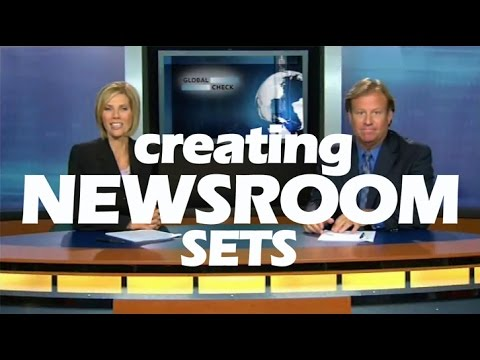 GLOBAL
CHECK
creating
NEWSROOM
SETS